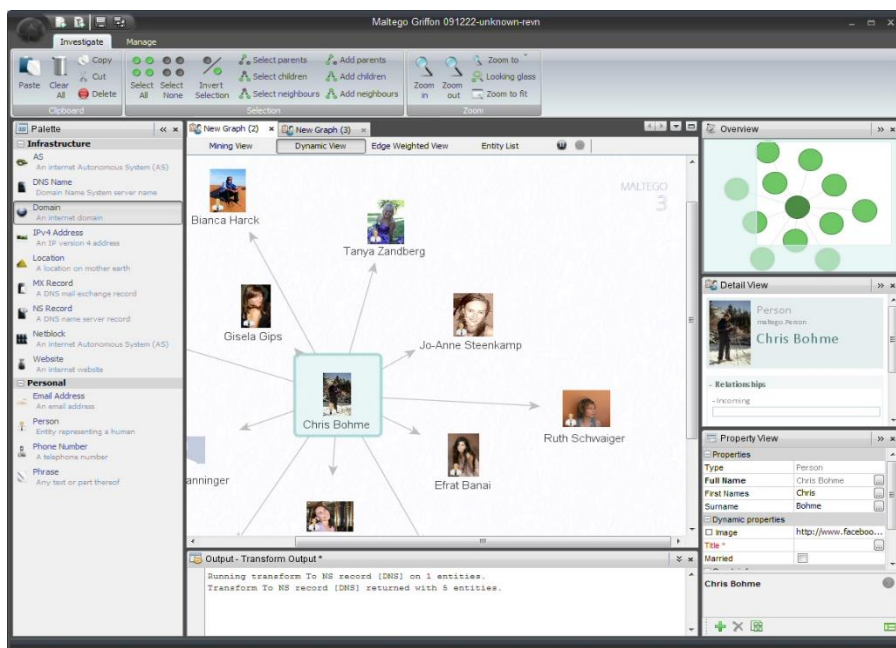 Maltego Griffon 091222-unknown-revn
Investigate
Manage
Paste
Clear All
Copy
Cut
Delete
Clipboard
Select All
Select None
Invert Selection
Select parents
Select children
Select neighbours
Add parents
Add children
Add neighbours
Selection
Zoom in
Zoom out
Zoom to
Looking glass
Zoom to fit
Zoom
Palette
Infrastructure
AS
An internet Autonomous System (AS)
DNS Name
Domain Name System server name
Domain
An internet domain
IPv4 Address
An IP version 4 address
Location
A location on mother earth
MX Record
A DNS mail exchange record
NS Record
A DNS name server record
Netblock
An internet Autonomous System (AS)
Website
An internet website
Personal
Email Address
An email address
Person
Entity representing a human
Phone Number
A telephone number
Phrase
Any text or part thereof
New Graph (2)
New Graph (3)
Mining View
Dynamic View
Edge Weighted View
Entity List
MALTEGO
3
Bianca Harck
Tanya Zandberg
Gisela Gips
Jo-Anne Steenkamp
Chris Bohme
Ruth Schwaiger
anninger
Efrat Banai
Output - Transform Output *
Running transform To NS record [DNS] on 1 entities.
Transform To NS record [DNS] returned with 5 entities.
Overview
Detail View
Person
maltego.Person
Chris Bohme
- Relationships
- Incoming
Property View
Properties
Type Person
Full Name Chris Bohme
First Names Chris
Surname Bohme
Dynamic properties
Image http://www.faceboo...
Title *
Married
Chris Bohme